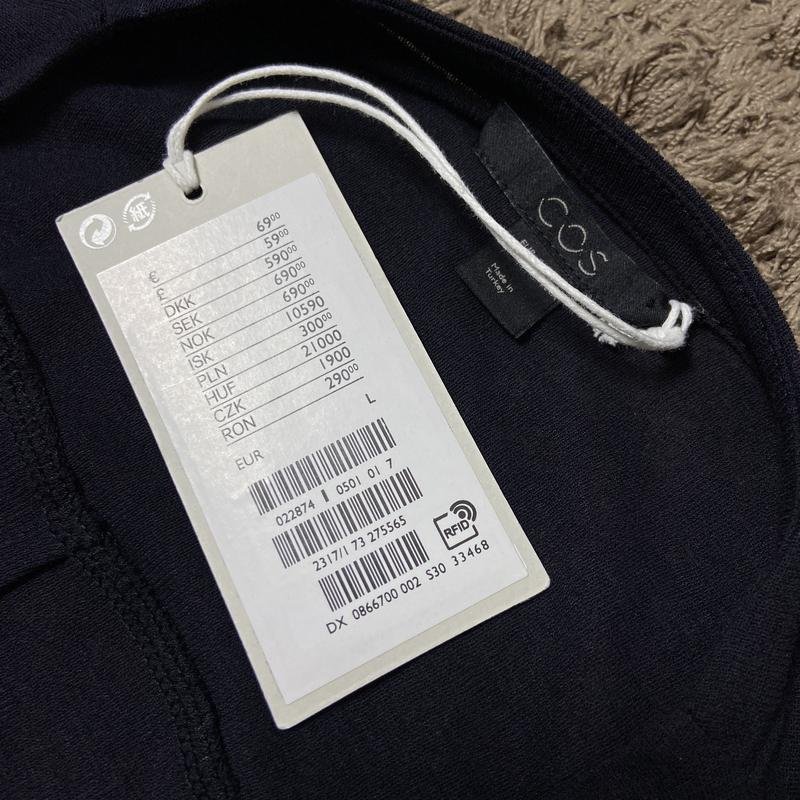 € 69⁰⁰
£ 59⁰⁰
DKK 590⁰⁰
SEK 690⁰⁰
NOK 690⁰⁰
ISK 10590
PLN 300⁰⁰
HUF 21000
CZK 1900
RON 290⁰⁰
EUR L
022874 0501 01 7
2317/1 73 275565
RFID
DX 0866700 002 S30 33468
COS
EUR
Made in
Turkey